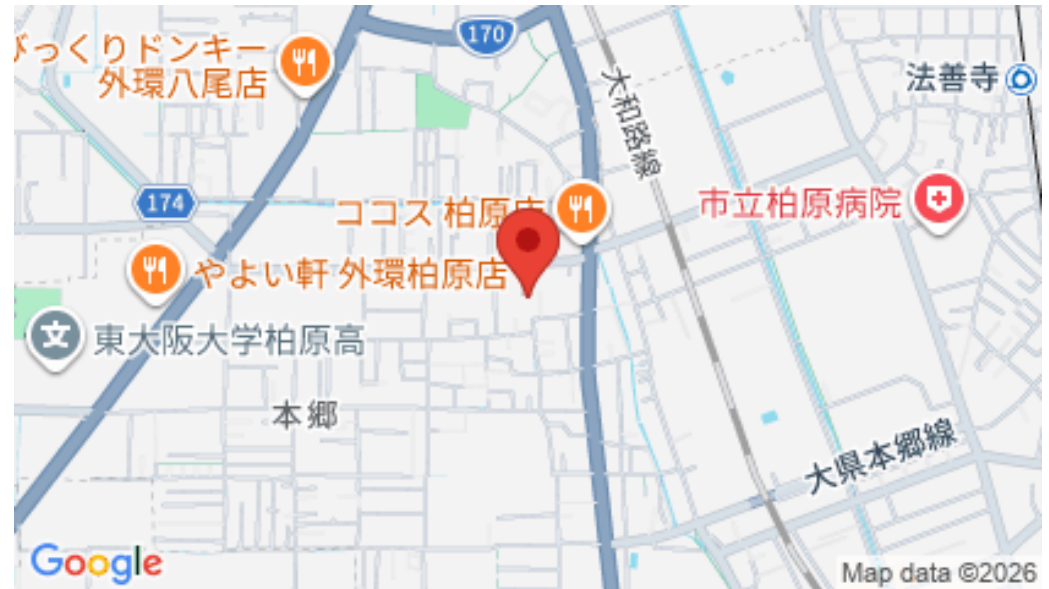 170
びっくりドンキー
外環八尾店
大和路線
法善寺
174
ココス 柏原店
市立柏原病院
やよい軒 外環柏原店
東大阪大学柏原高
本郷
大県本郷線
Google
Map data ©2026